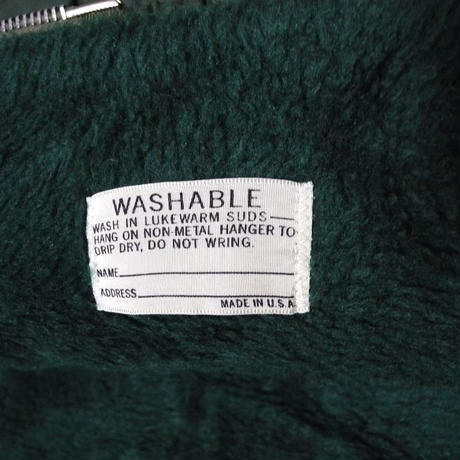 WASHABLE
WASH IN LUKEWARM SUDS—
HANG ON NON-METAL HANGER TO
DRIP DRY, DO NOT WRING.
NAME
ADDRESS
MADE IN U.S.A